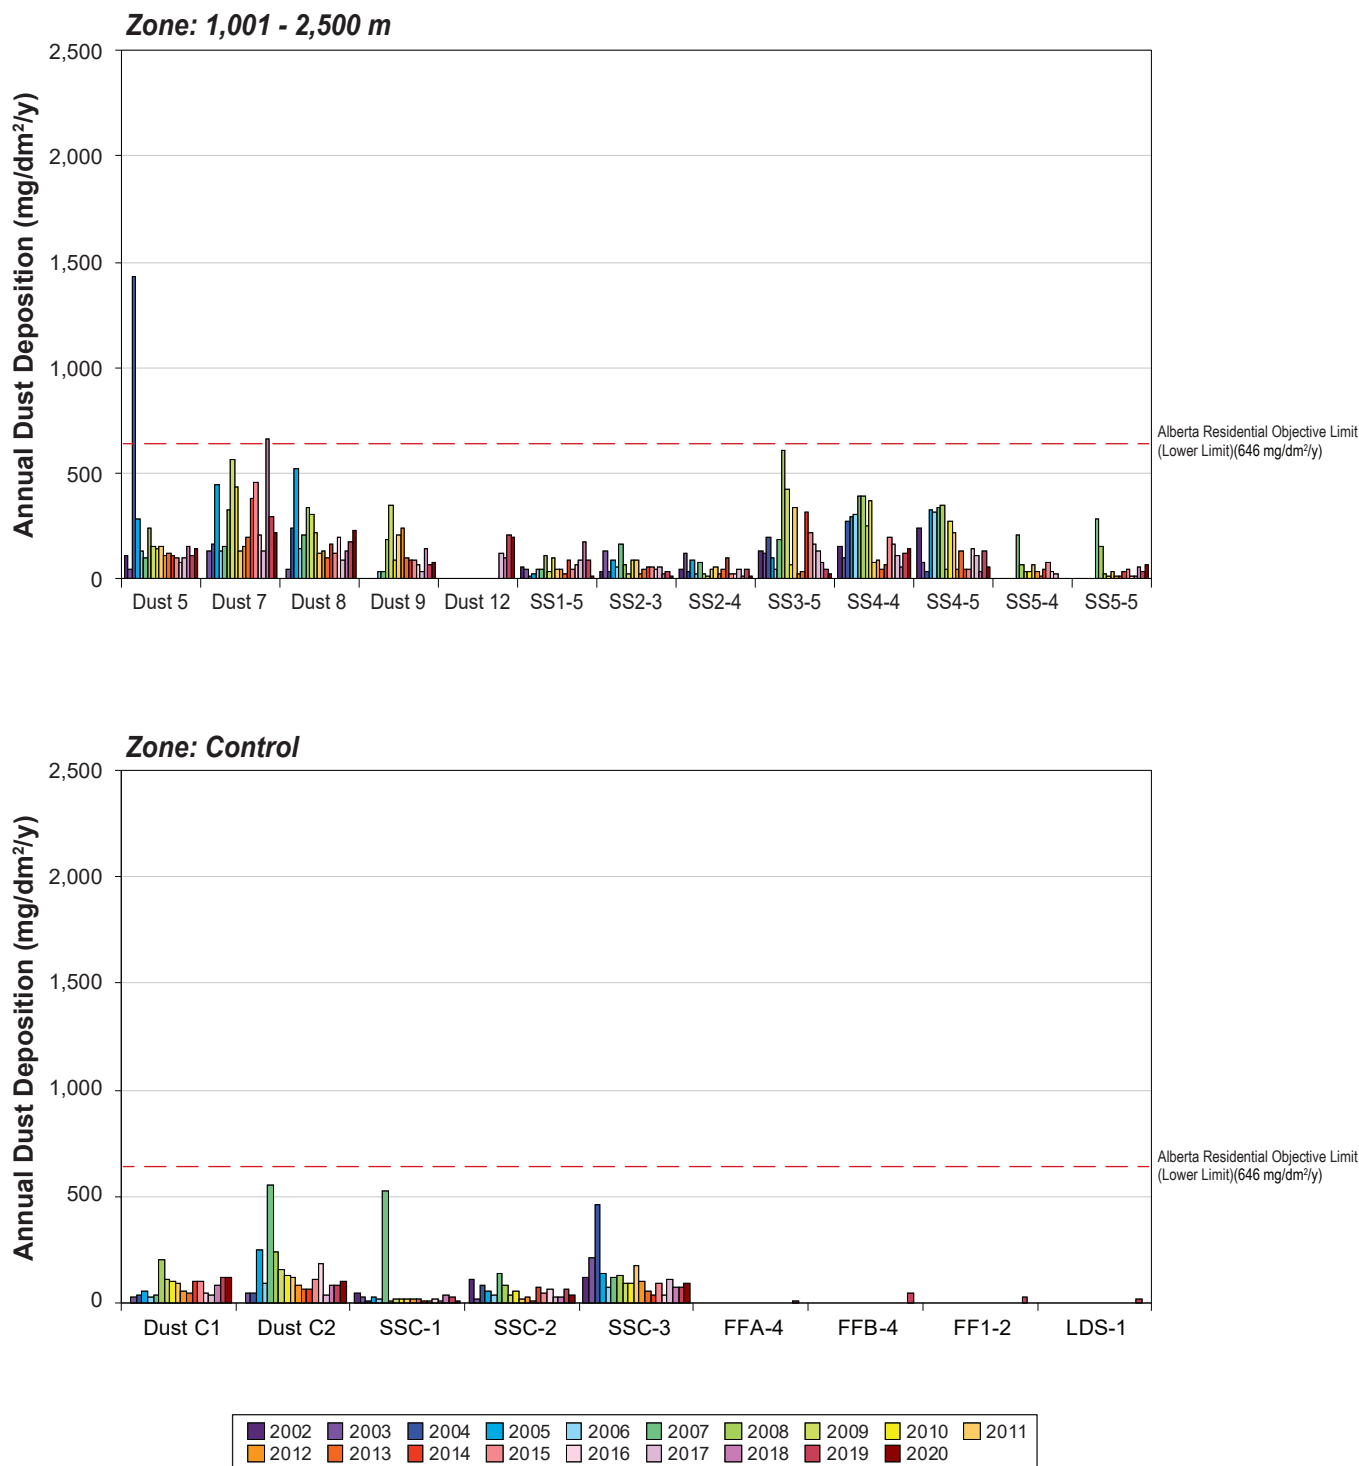 Zone: 1,001 - 2,500 m
Annual Dust Deposition (mg/dm²/y)
2,500
2,000
1,500
1,000
500
0
Alberta Residential Objective Limit
(Lower Limit)(646 mg/dm²/y)
Dust 5 Dust 7 Dust 8 Dust 9 Dust 12 SS1-5 SS2-3 SS2-4 SS3-5 SS4-4 SS4-5 SS5-4 SS5-5
Zone: Control
Annual Dust Deposition (mg/dm²/y)
2,500
2,000
1,500
1,000
500
0
Alberta Residential Objective Limit
(Lower Limit)(646 mg/dm²/y)
Dust C1 Dust C2 SSC-1 SSC-2 SSC-3 FFA-4 FFB-4 FF1-2 LDS-1
2002 2003 2004 2005 2006 2007 2008 2009 2010 2011
2012 2013 2014 2015 2016 2017 2018 2019 2020